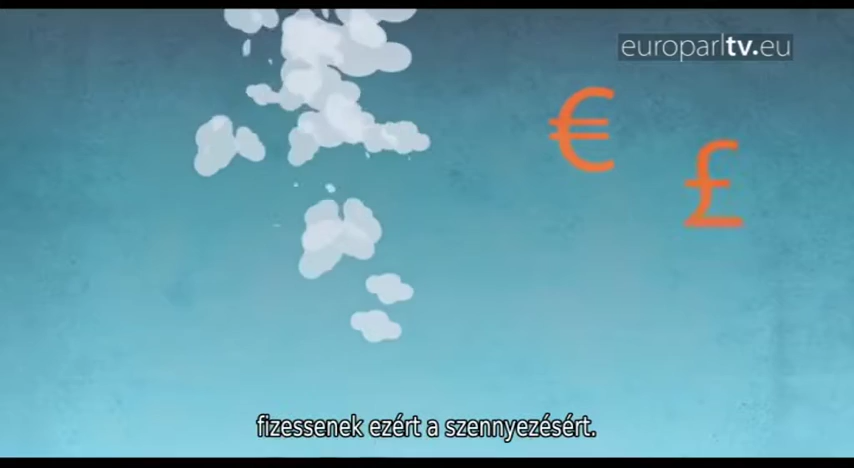 europarltv.eu
€
£
fizessenek ezért a szennyezésért.